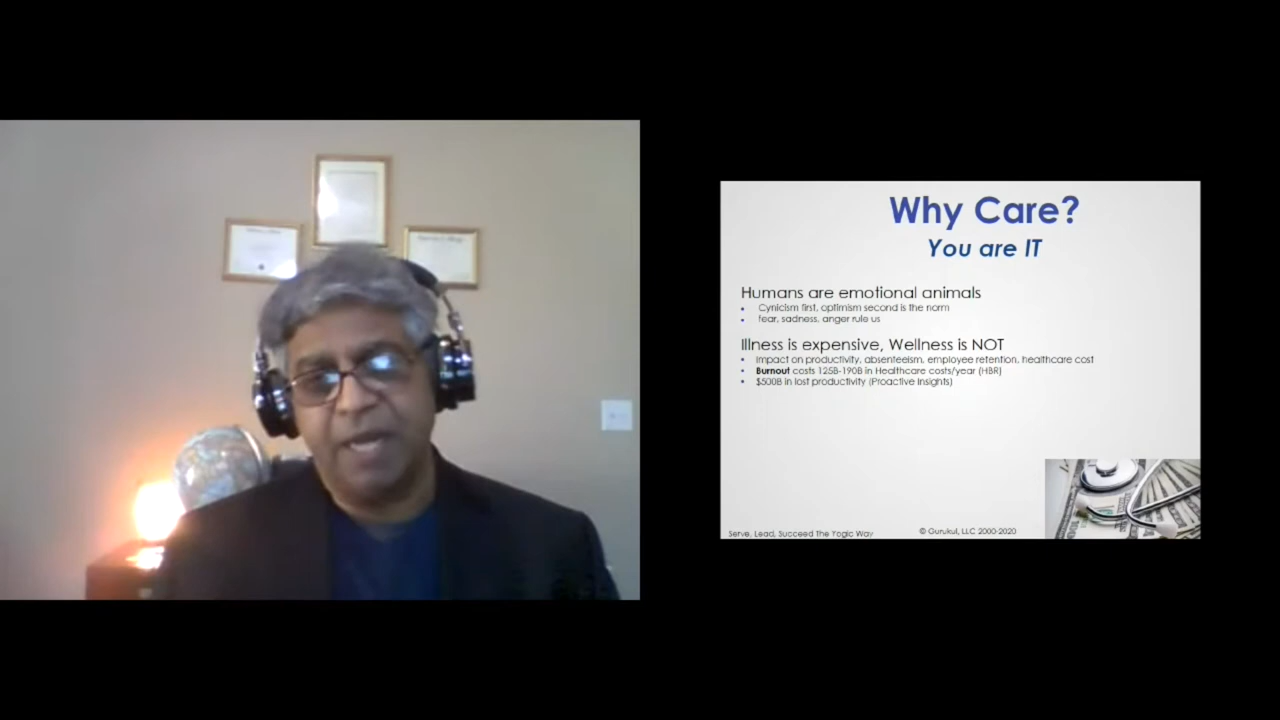 Why Care?
You are IT
Humans are emotional animals
• Cynicism first, optimism second is the norm
• fear, sadness, anger rule us
Illness is expensive, Wellness is NOT
• Impact on productivity, absenteeism, employee retention, healthcare cost
• Burnout costs 125B-190B in Healthcare costs/year (HBR)
• $500B in lost productivity (Proactive Insights)
Serve, Lead, Succeed The Yogic Way
© Gurukul, LLC 2000-2020